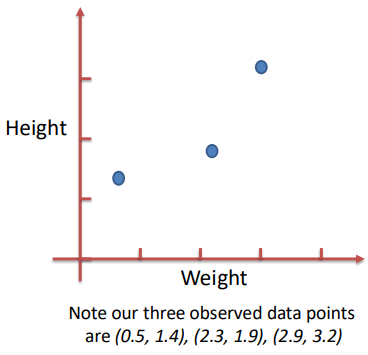 Height
Weight
Note our three observed data points
are (0.5, 1.4), (2.3, 1.9), (2.9, 3.2)